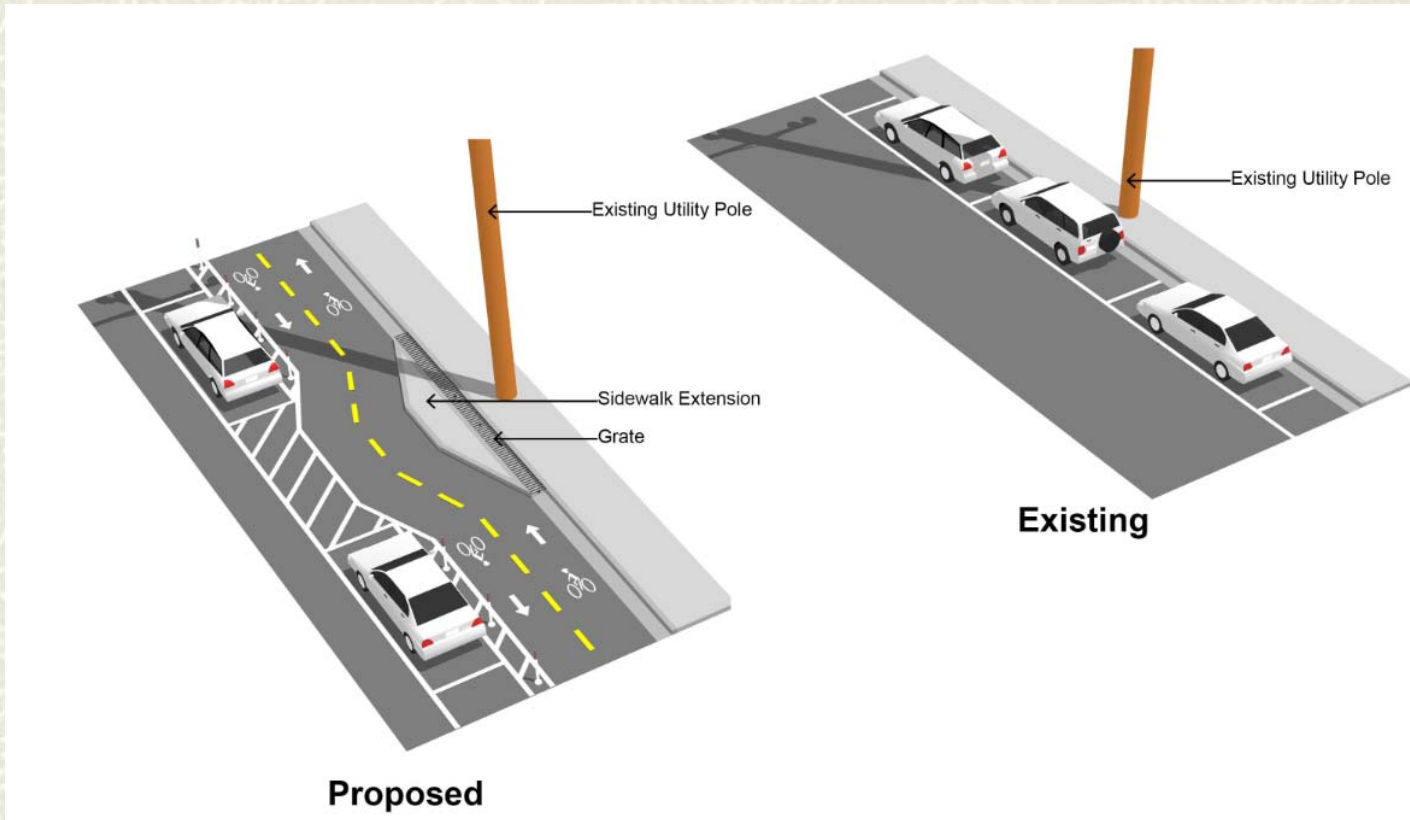 Existing Utility Pole
Sidewalk Extension
Grate
Proposed
Existing Utility Pole
Existing